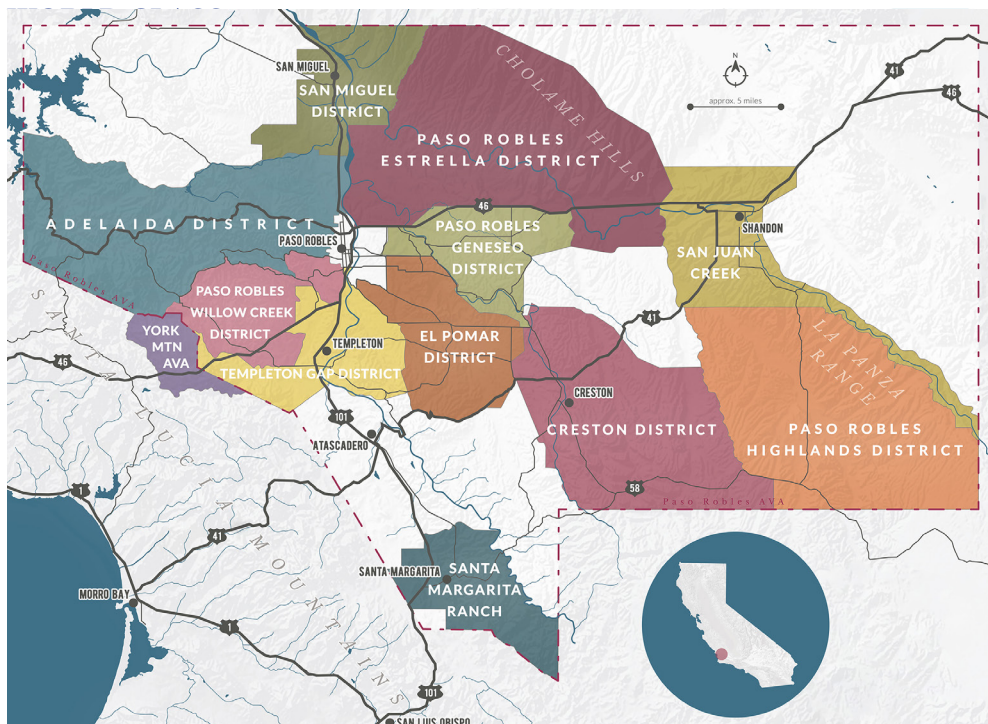 SAN MIGUEL
SAN MIGUEL
DISTRICT
CHOLAME HILLS
N
approx. 5 miles
41
46
PASO ROBLES
ESTRELLA DISTRICT
ADELAIDA DISTRICT
46
PASO ROBLES
PASO ROBLES
GENESEO
DISTRICT
SHANDON
SAN JUAN
CREEK
Paso Robles AVA
PASO ROBLES
WILLOW CREEK
DISTRICT
SANTA LUCIA MOUNTAINS
YORK
MTN
AVA
46
TEMPLETON
TEMPLETON GAP DISTRICT
EL POMAR
DISTRICT
41
LA PANZA
RANGE
CRESTON
CRESTON DISTRICT
PASO ROBLES
HIGHLANDS DISTRICT
101
ATASCADERO
58
Paso Robles AVA
1
41
SANTA MARGARITA
SANTA
MARGARITA
RANCH
MORRO BAY
1
101
SAN LUIS OBISPO